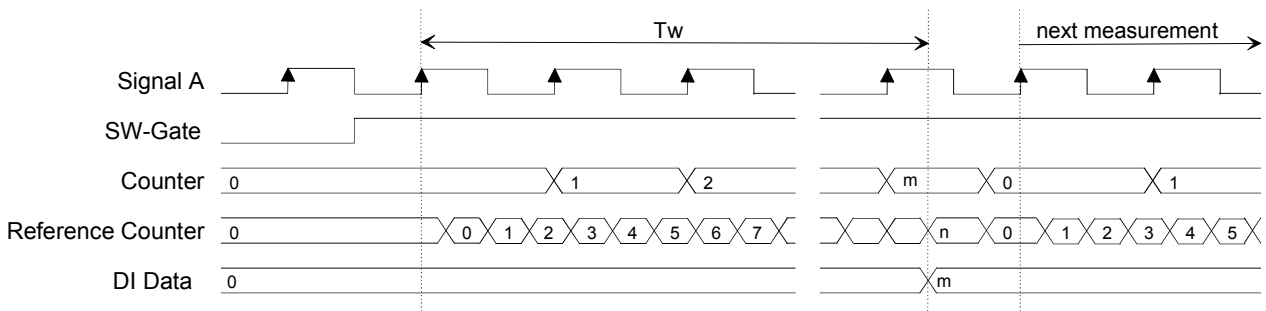 Tw
next measurement
Signal A
SW-Gate
Counter 0 1 2 m 0 1
Reference Counter 0 0 1 2 3 4 5 6 7 n 0 1 2 3 4 5
DI Data 0 m